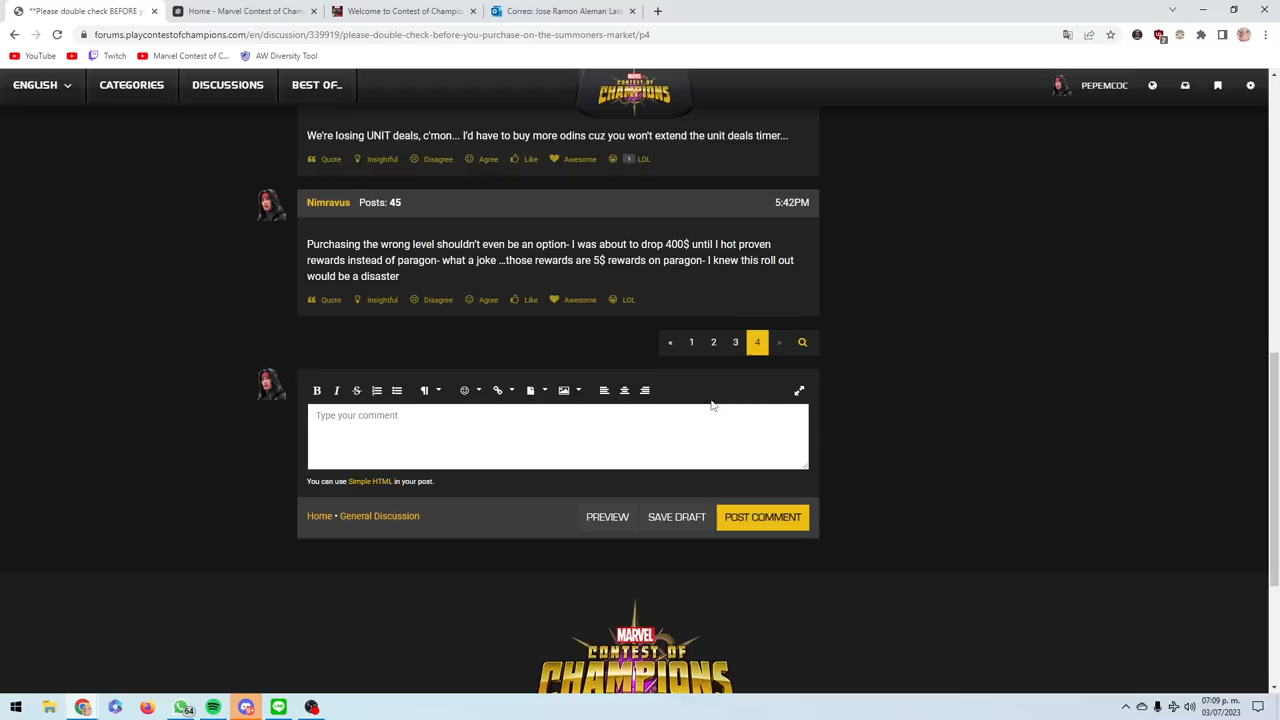 **Please double check BEFORE y
Home - Marvel Contest of Cham
Welcome to Contest of Champio
Correo: Jose Ramon Aleman Lara
forums.playcontestofchampions.com/en/discussion/339919/please-double-check-before-you-purchase-on-the-summoners-market/p4
YouTube
Twitch
Marvel Contest of C...
AW Diversity Tool
ENGLISH
CATEGORIES
DISCUSSIONS
BEST OF...
MARVEL
CONTEST OF
CHAMPIONS
PEPEMCOC
We're losing UNIT deals, c'mon... I'd have to buy more odins cuz you won't extend the unit deals timer...
Quote Insightful Disagree Agree Like Awesome 1 LOL
Nimravus Posts: 45 5:42PM
Purchasing the wrong level shouldn't even be an option- I was about to drop 400$ until I hot proven
rewards instead of paragon- what a joke …those rewards are 5$ rewards on paragon- I knew this roll out
would be a disaster
Quote Insightful Disagree Agree Like Awesome LOL
« 1 2 3 4 »
B I S
Type your comment
You can use Simple HTML in your post.
Home • General Discussion
PREVIEW
SAVE DRAFT
POST COMMENT
MARVEL
CONTEST OF
CHAMPIONS
64
07:09 p. m.
03/07/2023